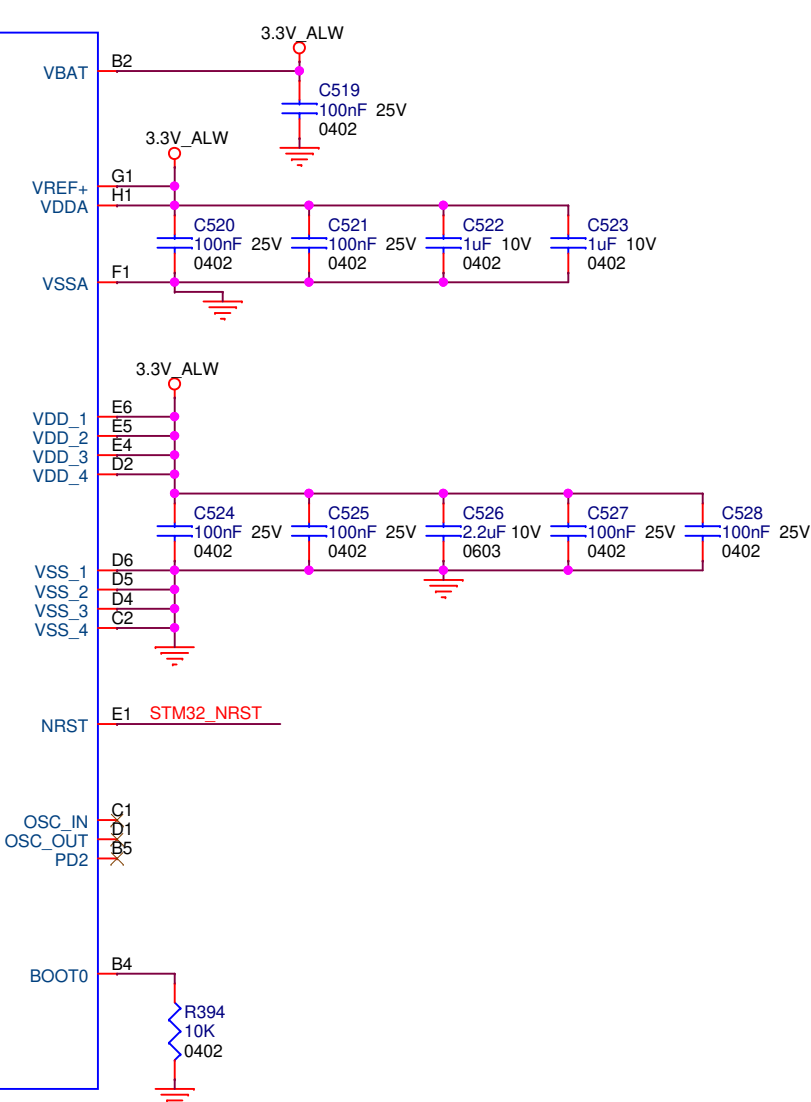 3.3V_ALW
VBAT
B2
C519
100nF 25V
0402
3.3V_ALW
VREF+
G1
VDDA
H1
C520
100nF 25V
0402
C521
100nF 25V
0402
C522
1uF 10V
0402
C523
1uF 10V
0402
VSSA
F1
3.3V_ALW
VDD_1
E6
VDD_2
E5
VDD_3
E4
VDD_4
D2
C524
100nF 25V
0402
C525
100nF 25V
0402
C526
2.2uF 10V
0603
C527
100nF 25V
0402
C528
100nF 25V
0402
VSS_1
D6
VSS_2
D5
VSS_3
D4
VSS_4
C2
NRST
E1
STM32_NRST
OSC_IN
C1
OSC_OUT
D1
PD2
B5
BOOT0
B4
R394
10K
0402